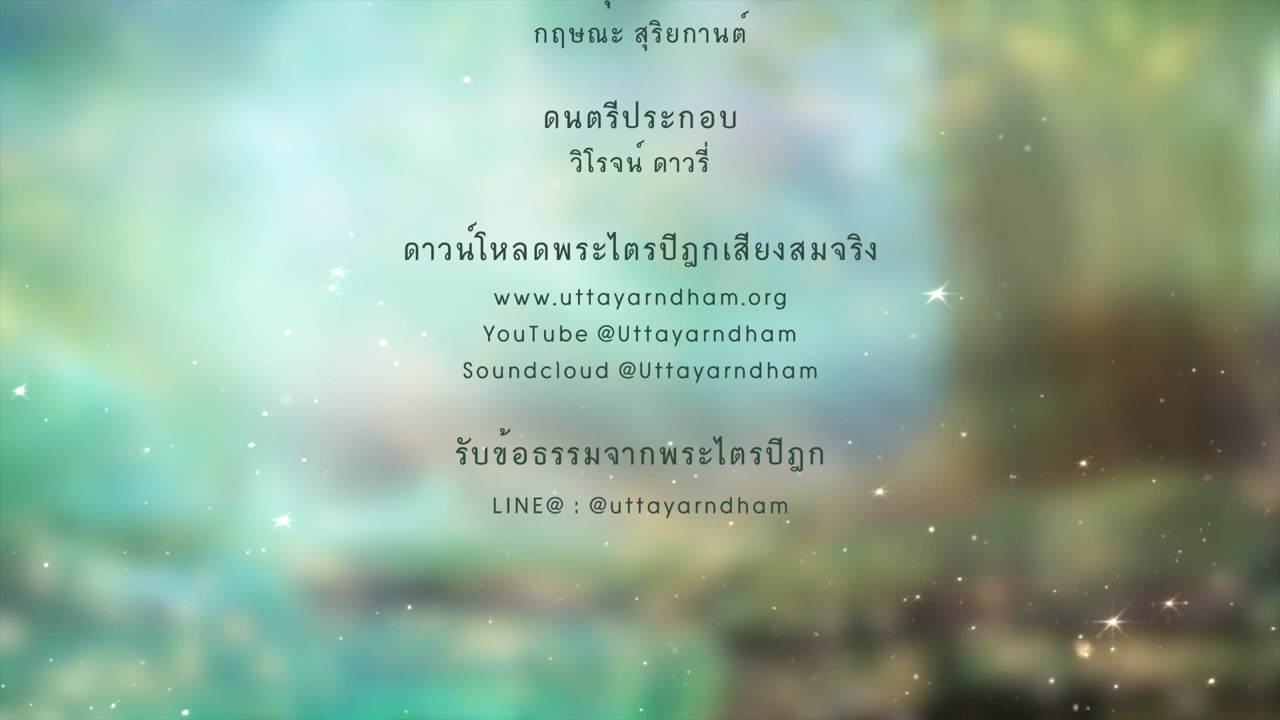 กฤษณะ สุริยกานต์
ดนตรีประกอบ
วิโรจน์ ดาวรี่
ดาวน์โหลดพระไตรปิฎกเสียงสมจริง
www.uttayarndham.org
YouTube @Uttayarndham
Soundcloud @Uttayarndham
รับข้อธรรมจากพระไตรปิฎก
LINE@ : @uttayarndham